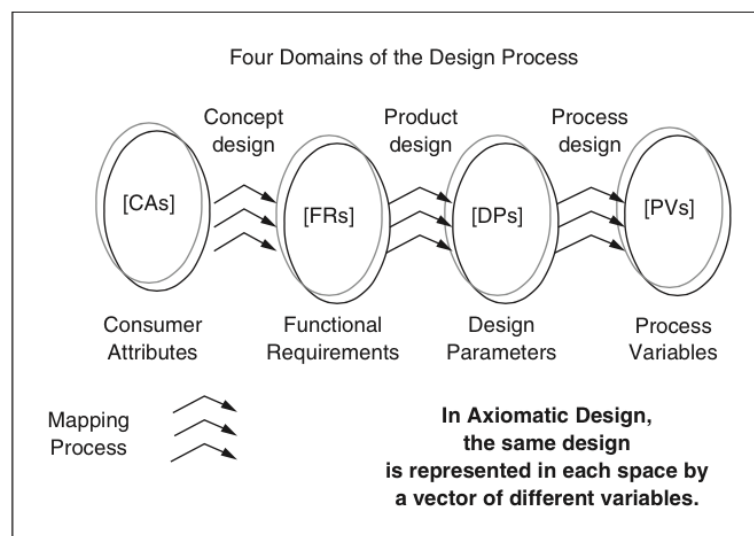 Four Domains of the Design Process
Concept
design
Product
design
Process
design
[CAs]
[FRs]
[DPs]
[PVs]
Consumer
Attributes
Functional
Requirements
Design
Parameters
Process
Variables
Mapping
Process
In Axiomatic Design,
the same design
is represented in each space by
a vector of different variables.